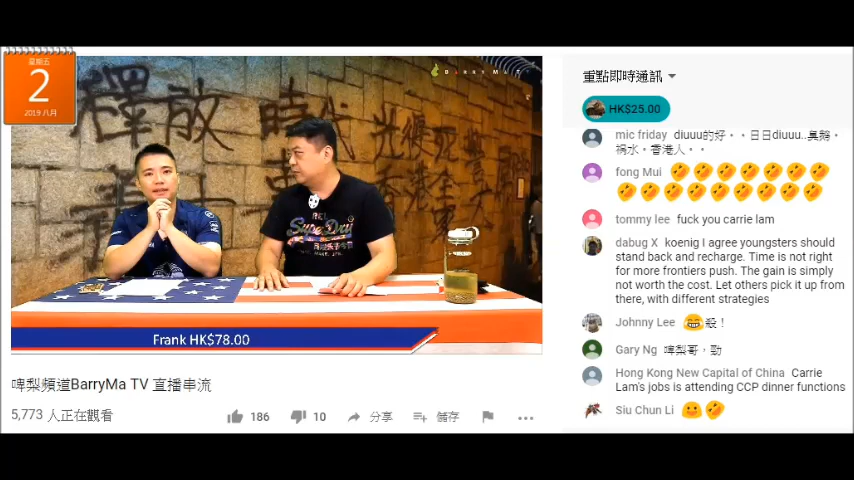 星期五
2
2019 八月
BARRY MA
釋放
時代
光復
香港
Superdry
Frank HK$78.00
啤梨頻道BarryMa TV 直播串流
5,773 人正在觀看
186
10
分享
儲存
重點即時通訊
HK$25.00
mic friday diuuu的好。。日日diuuu..真

禍水。香港人。。
fong Mui
tommy lee fuck you carrie lam
dabug X koenig I agree youngsters should
stand back and recharge. Time is not right
for more frontiers push. The gain is simply
not worth the cost. Let others pick it up from
there, with different strategies
Johnny Lee 😂殺！
Gary Ng 啤梨哥，勁
Hong Kong New Capital of China Carrie
Lam's jobs is attending CCP dinner functions
Siu Chun Li